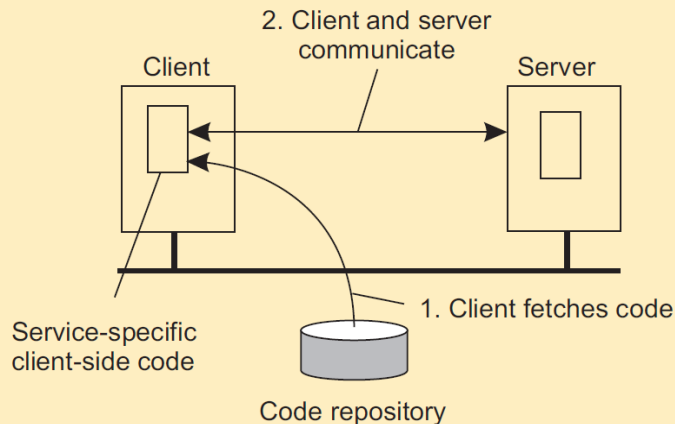 2. Client and server
communicate
Client
Server
1. Client fetches code
Service-specific
client-side code
Code repository